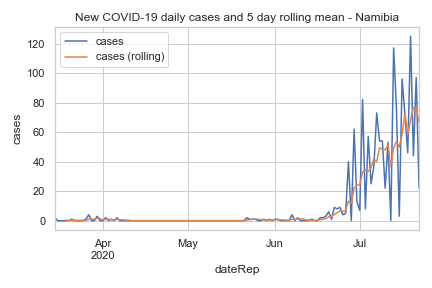 New COVID-19 daily cases and 5 day rolling mean - Namibia
cases
cases (rolling)
120
100
80
60
40
20
0
cases
Apr
2020
May
Jun
Jul
dateRep